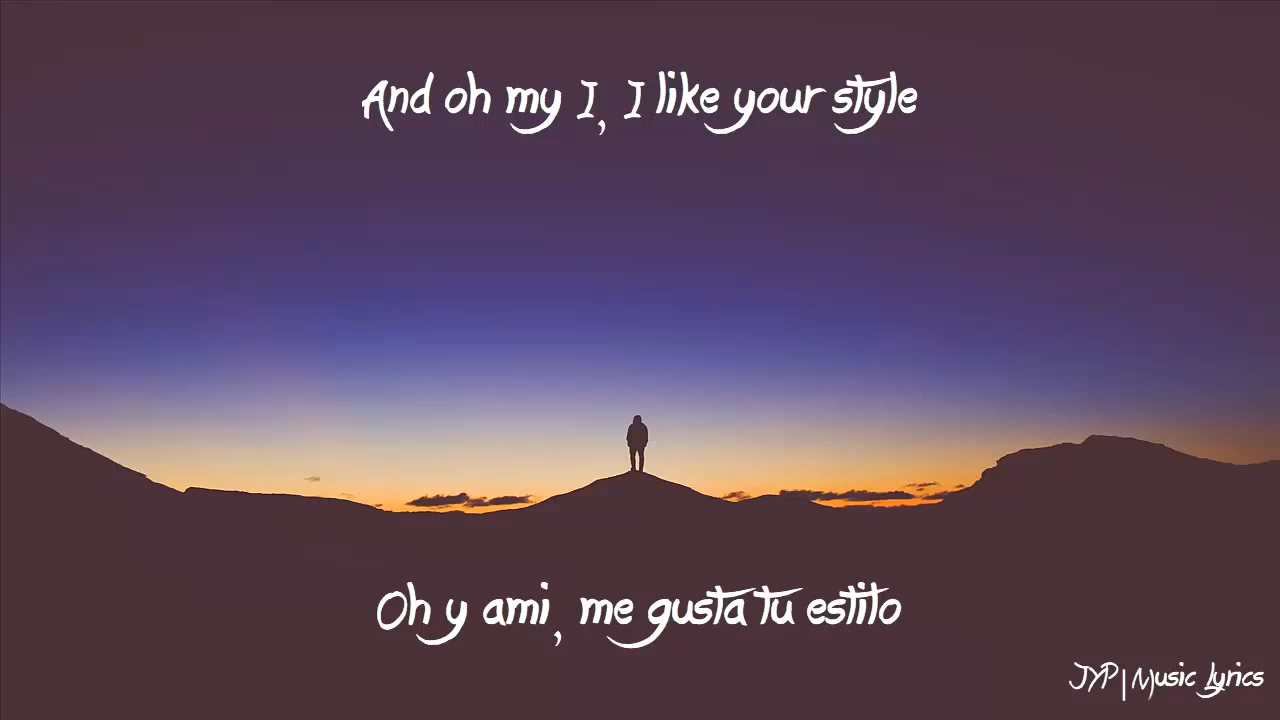 And oh my I, I like your style
Oh y ami, me gusta tu estilo
JYP | Music Lyrics